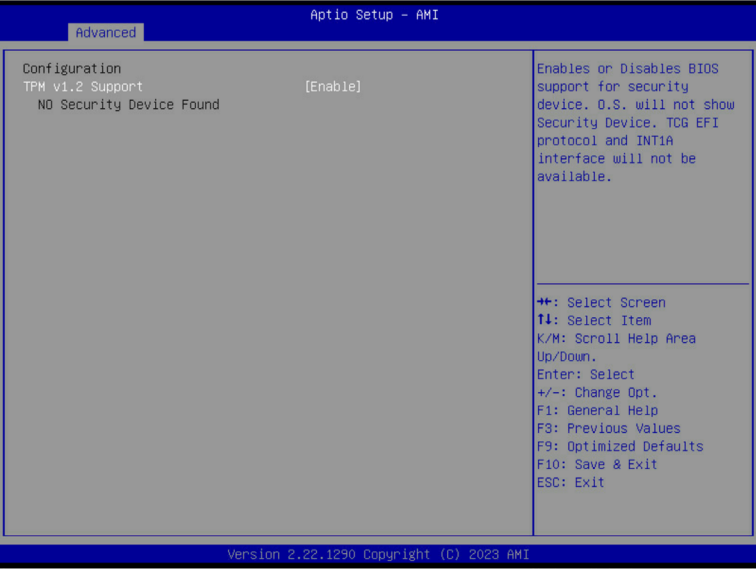 Aptio Setup - AMI
Advanced
Configuration
TPM v1.2 Support [Enable]
NO Security Device Found
Enables or Disables BIOS
support for security
device. O.S. will not show
Security Device. TCG EFI
protocol and INT1A
interface will not be
available.
→←: Select Screen
↑↓: Select Item
K/M: Scroll Help Area
Up/Down.
Enter: Select
+/-: Change Opt.
F1: General Help
F3: Previous Values
F9: Optimized Defaults
F10: Save & Exit
ESC: Exit
Version 2.22.1290 Copyright (C) 2023 AMI